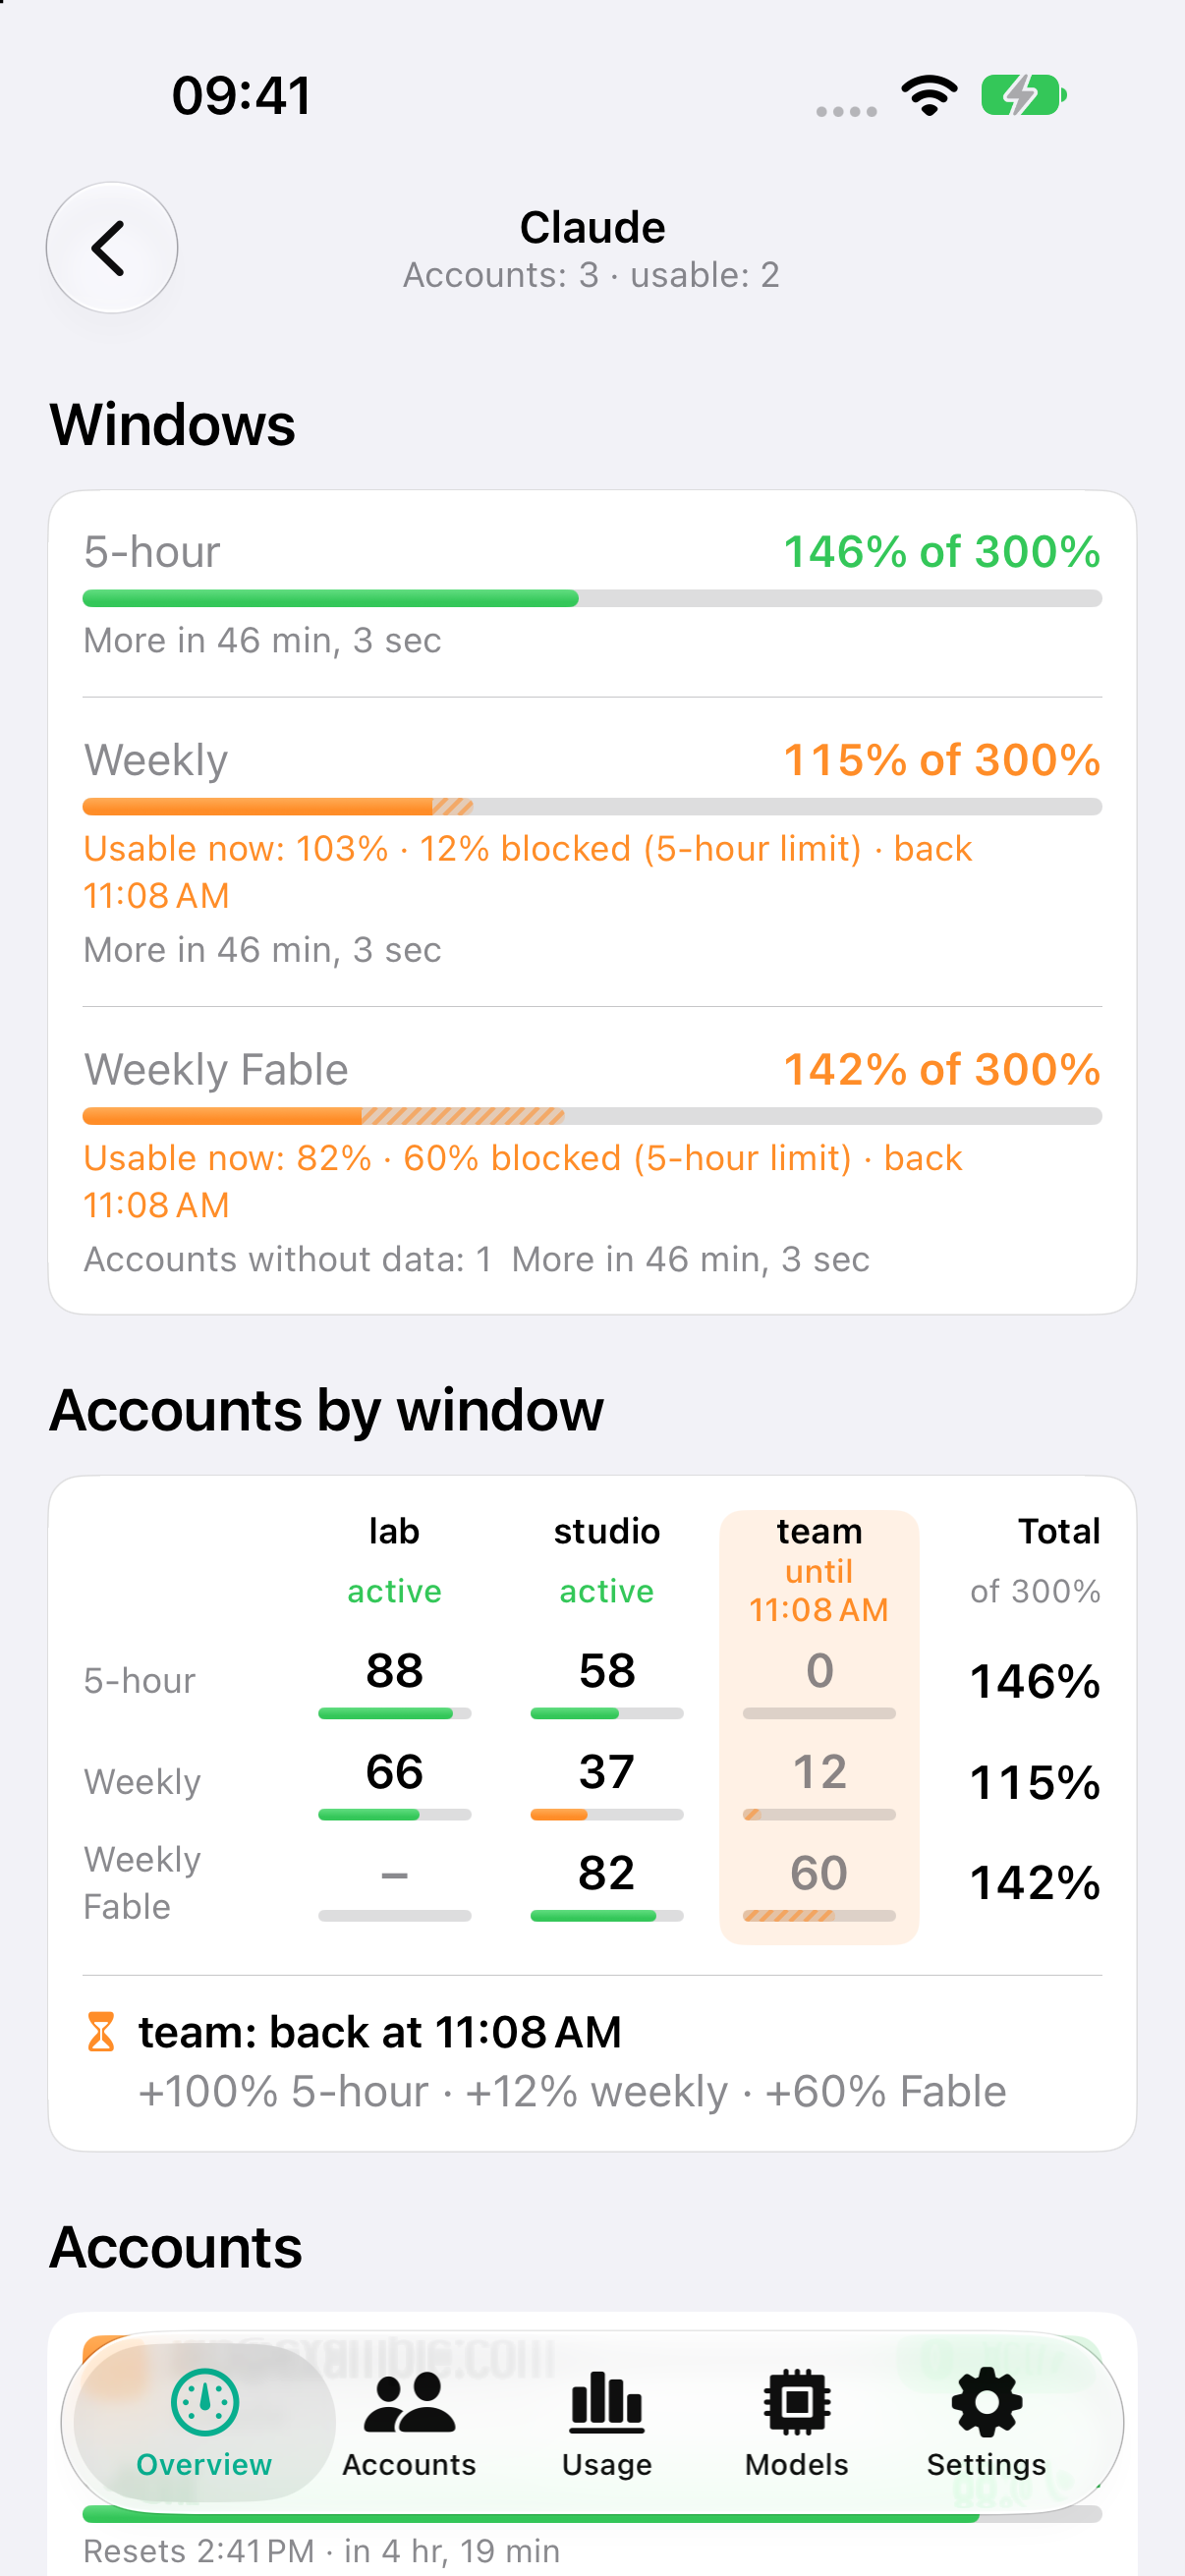 09:41
Claude
Accounts: 3 · usable: 2
Windows
5-hour 146% of 300%
More in 46 min, 3 sec
Weekly 115% of 300%
Usable now: 103% · 12% blocked (5-hour limit) · back
11:08 AM
More in 46 min, 3 sec
Weekly Fable 142% of 300%
Usable now: 82% · 60% blocked (5-hour limit) · back
11:08 AM
Accounts without data: 1 More in 46 min, 3 sec
Accounts by window
lab studio team Total
active active until 11:08 AM of 300%
5-hour 88 58 0 146%
Weekly 66 37 12 115%
Weekly Fable – 82 60 142%
team: back at 11:08 AM
+100% 5-hour · +12% weekly · +60% Fable
Accounts
Overview Accounts Usage Models Settings
Resets 2:41 PM · in 4 hr, 19 min